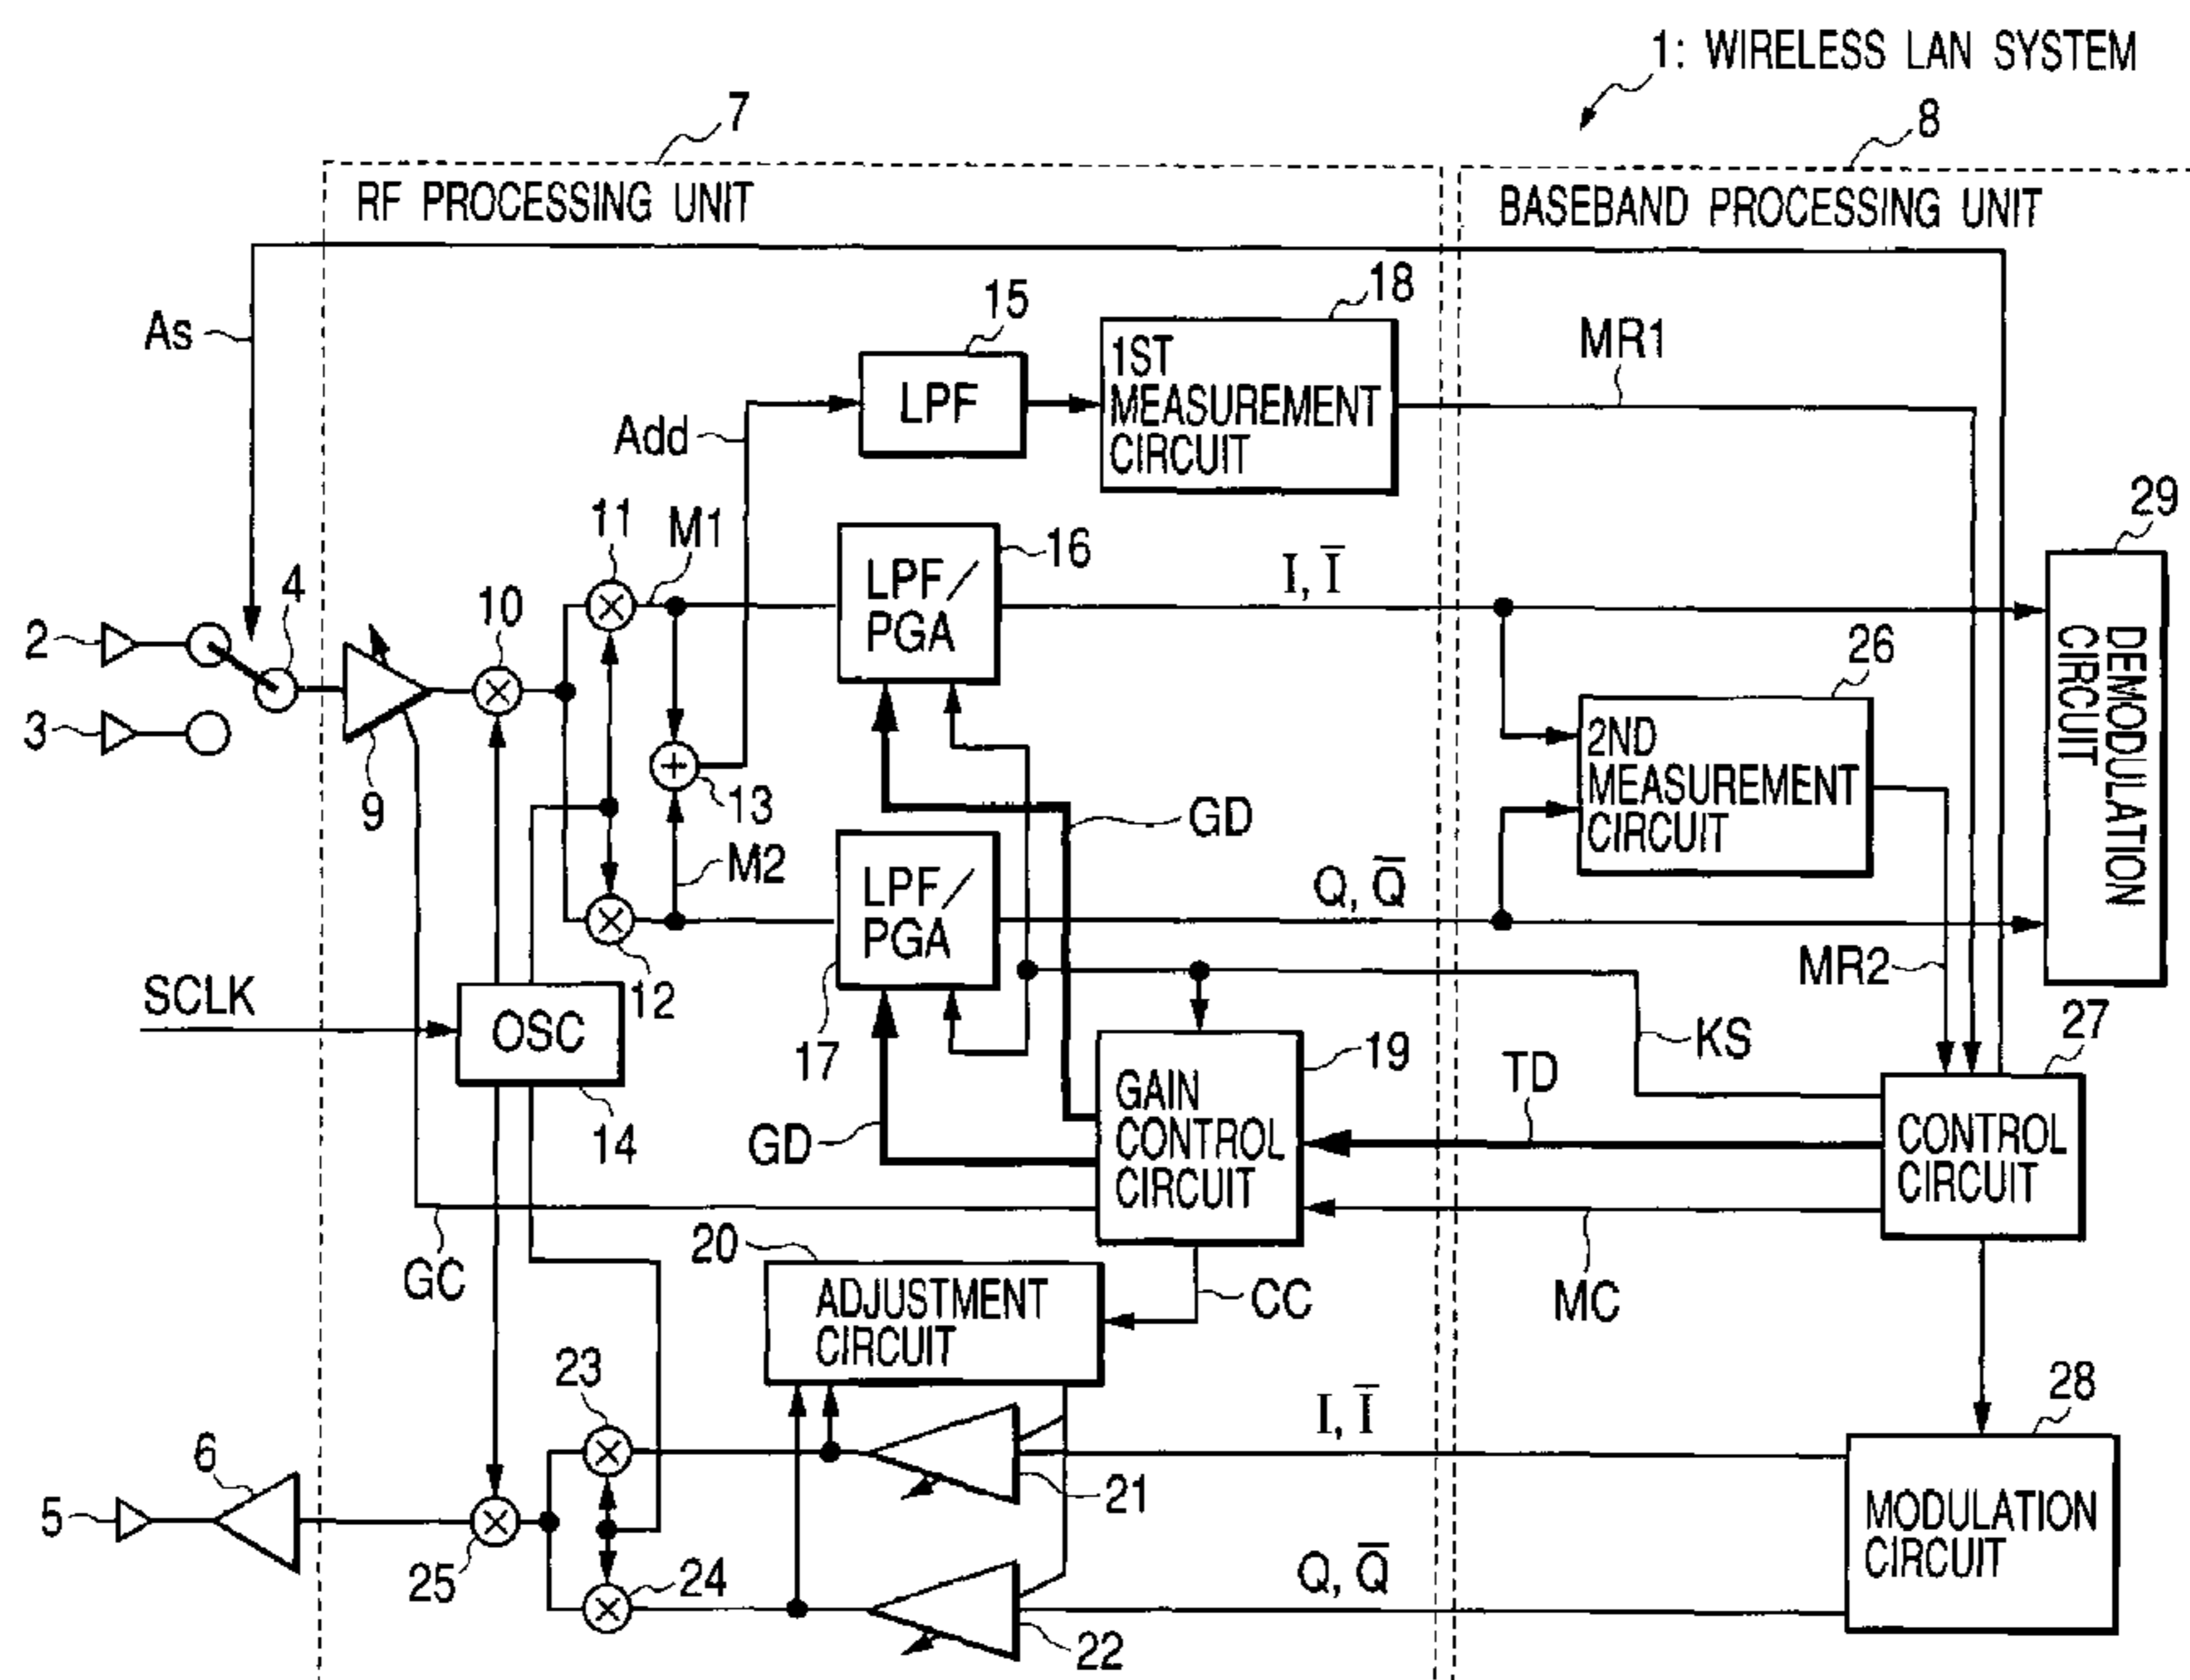 1: WIRELESS LAN SYSTEM
7
8
RF PROCESSING UNIT
BASEBAND PROCESSING UNIT
As
15
LPF
18
1ST
MEASUREMENT
CIRCUIT
MR1
Add
29
DEMODULATION
CIRCUIT
11
M1
16
LPF/
PGA
I, Ī
2
4
10
3
9
13
26
2ND
MEASUREMENT
CIRCUIT
GD
M2
LPF/
PGA
Q, Q̅
MR2
SCLK
12
OSC
17
19
KS
27
14
GD
GAIN
CONTROL
CIRCUIT
TD
CONTROL
CIRCUIT
GC
20
ADJUSTMENT
CIRCUIT
CC
MC
23
I, Ī
28
6
5
21
MODULATION
CIRCUIT
25
24
Q, Q̅
22